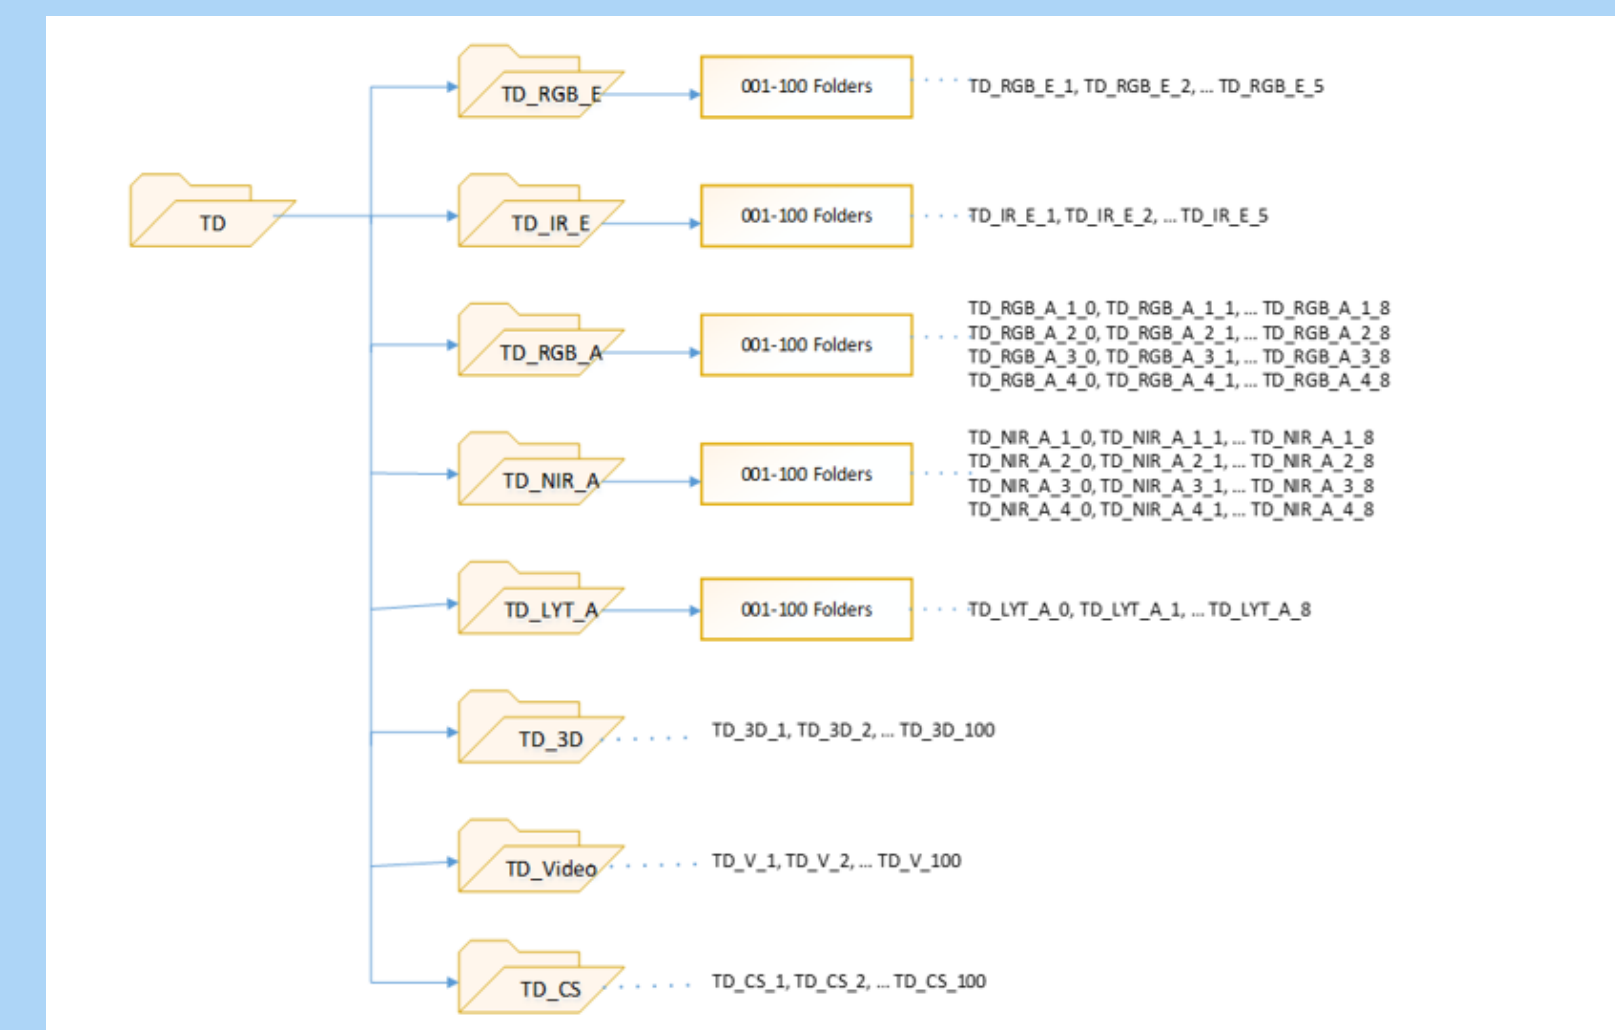 TD
TD_RGB_E
001-100 Folders
TD_RGB_E_1, TD_RGB_E_2, ... TD_RGB_E_5
TD_IR_E
001-100 Folders
TD_IR_E_1, TD_IR_E_2, ... TD_IR_E_5
TD_RGB_A
001-100 Folders
TD_RGB_A_1_0, TD_RGB_A_1_1, ... TD_RGB_A_1_8
TD_RGB_A_2_0, TD_RGB_A_2_1, ... TD_RGB_A_2_8
TD_RGB_A_3_0, TD_RGB_A_3_1, ... TD_RGB_A_3_8
TD_RGB_A_4_0, TD_RGB_A_4_1, ... TD_RGB_A_4_8
TD_NIR_A
001-100 Folders
TD_NIR_A_1_0, TD_NIR_A_1_1, ... TD_NIR_A_1_8
TD_NIR_A_2_0, TD_NIR_A_2_1, ... TD_NIR_A_2_8
TD_NIR_A_3_0, TD_NIR_A_3_1, ... TD_NIR_A_3_8
TD_NIR_A_4_0, TD_NIR_A_4_1, ... TD_NIR_A_4_8
TD_LYT_A
001-100 Folders
TD_LYT_A_0, TD_LYT_A_1, ... TD_LYT_A_8
TD_3D
TD_3D_1, TD_3D_2, ... TD_3D_100
TD_Video
TD_V_1, TD_V_2, ... TD_V_100
TD_CS
TD_CS_1, TD_CS_2, ... TD_CS_100